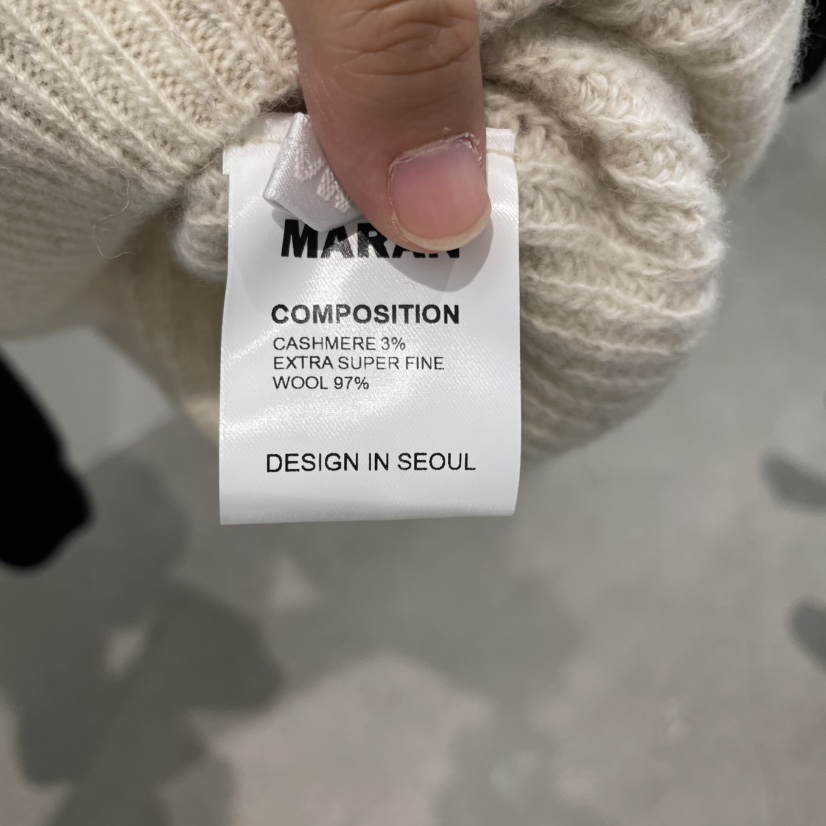 MARAN
COMPOSITION
CASHMERE 3%
EXTRA SUPER FINE
WOOL 97%
DESIGN IN SEOUL